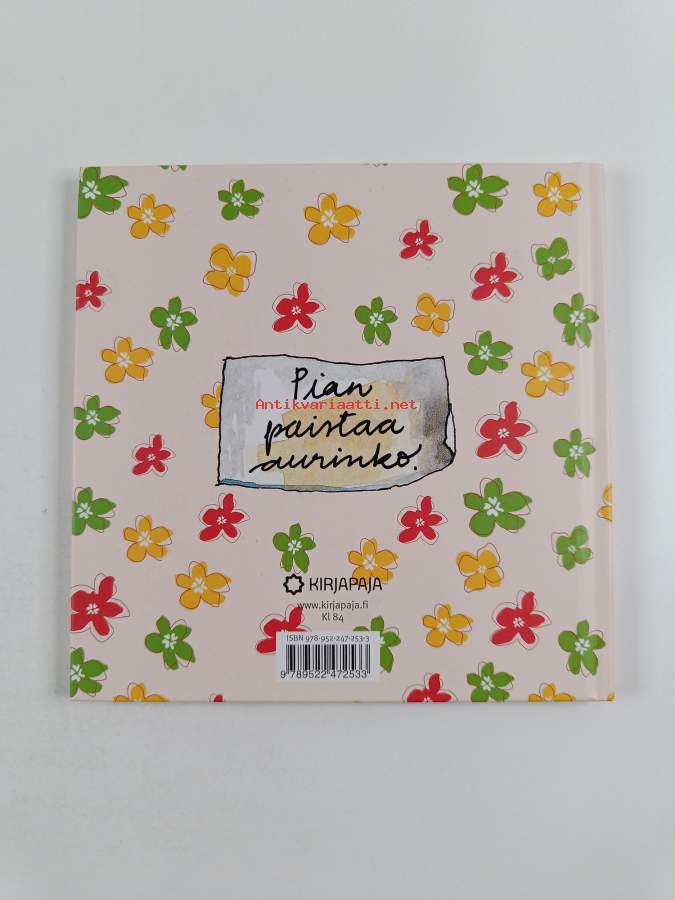 Pian
Antikvariaatti.net
paistaa
aurinko.
KIRJAPAJA
www.kirjapaja.fi
Kl 84
ISBN 978-952-247-253-3
9 789522 472533